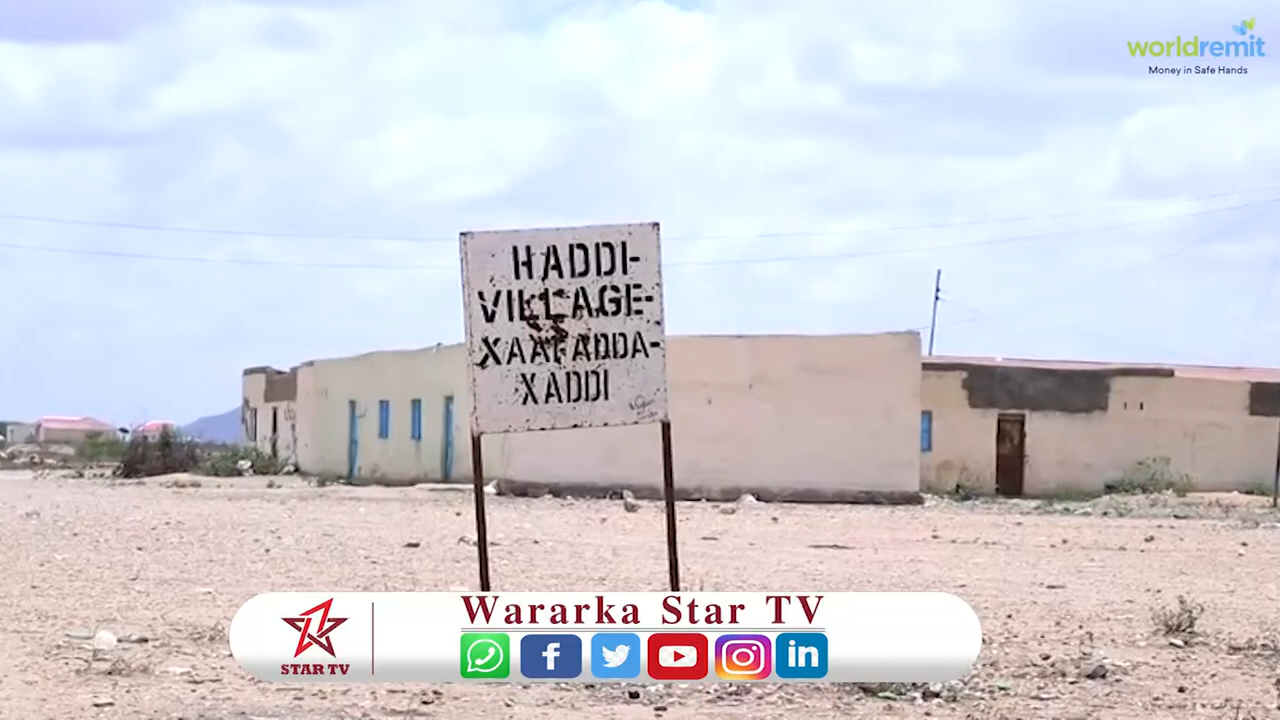 worldremit
Money in Safe Hands
HADDI-
VILLAGE-
XAAFADDA-
XADDI
Wararka Star TV
STAR TV